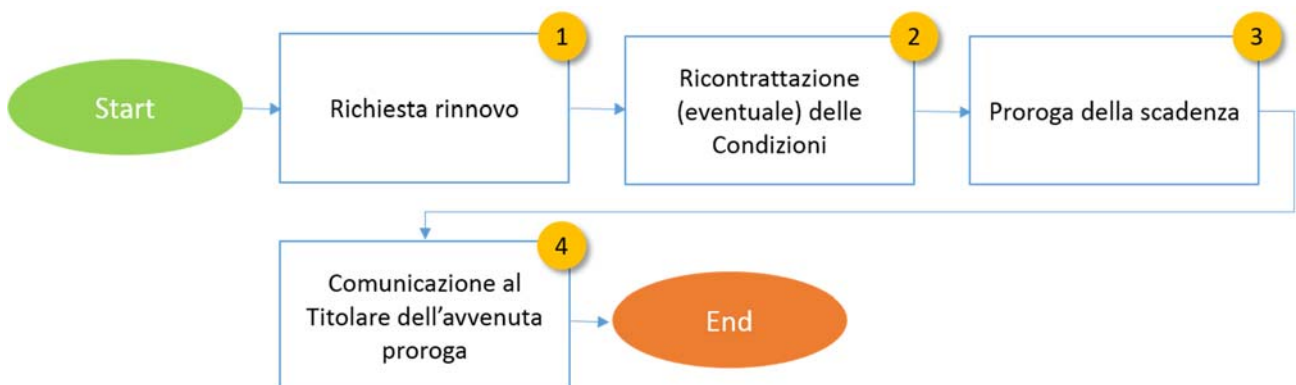 Start
1
Richiesta rinnovo
2
Ricontrattazione
(eventuale) delle
Condizioni
3
Proroga della scadenza
4
Comunicazione al
Titolare dell'avvenuta
proroga
End